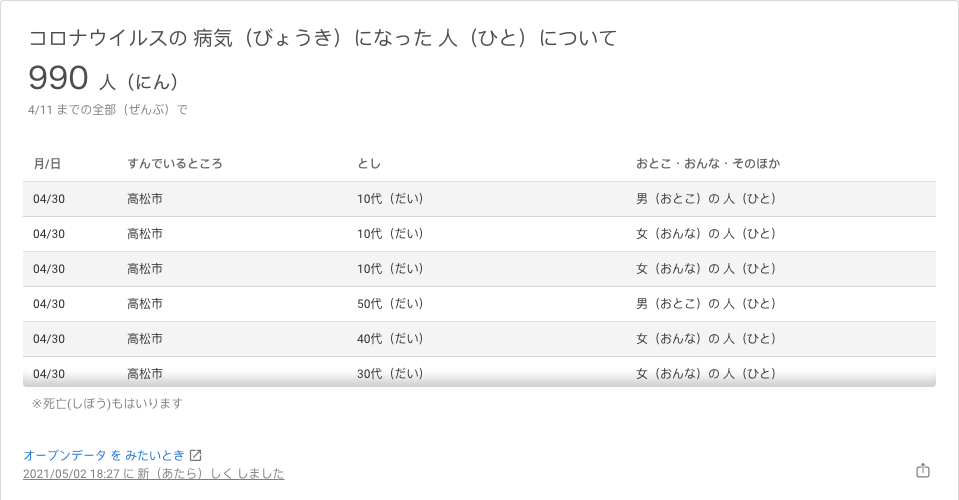 コロナウイルスの 病気（びょうき）になった 人（ひと）について
990 人（にん）
4/11 までの全部（ぜんぶ）で
月/日 すんでいるところ とし おとこ・おんな・そのほか
04/30 高松市 10代（だい） 男（おとこ）の 人（ひと）
04/30 高松市 10代（だい） 女（おんな）の 人（ひと）
04/30 高松市 10代（だい） 女（おんな）の 人（ひと）
04/30 高松市 50代（だい） 男（おとこ）の 人（ひと）
04/30 高松市 40代（だい） 女（おんな）の 人（ひと）
04/30 高松市 30代（だい） 女（おんな）の 人（ひと）
※死亡(しぼう)もはいります
オープンデータ を みたいとき
2021/05/02 18:27 に 新（あたら）しく しました